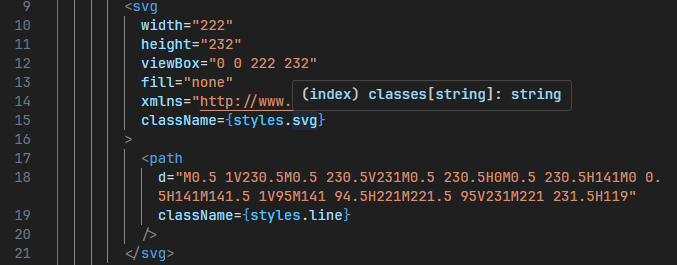 9 <svg
10 width="222"
11 height="232"
12 viewBox="0 0 222 232"
13 fill="none"
(index) classes[string]: string
14 xmlns="http://www.
15 className={styles.svg}
16 >
17 <path
18 d="M0.5 1V230.5M0.5 230.5V231M0.5 230.5H0M0.5 230.5H141M0 0.
5H141M141.5 1V95M141 94.5H221M221.5 95V231M221 231.5H119"
19 className={styles.line}
20 />
21 </svg>